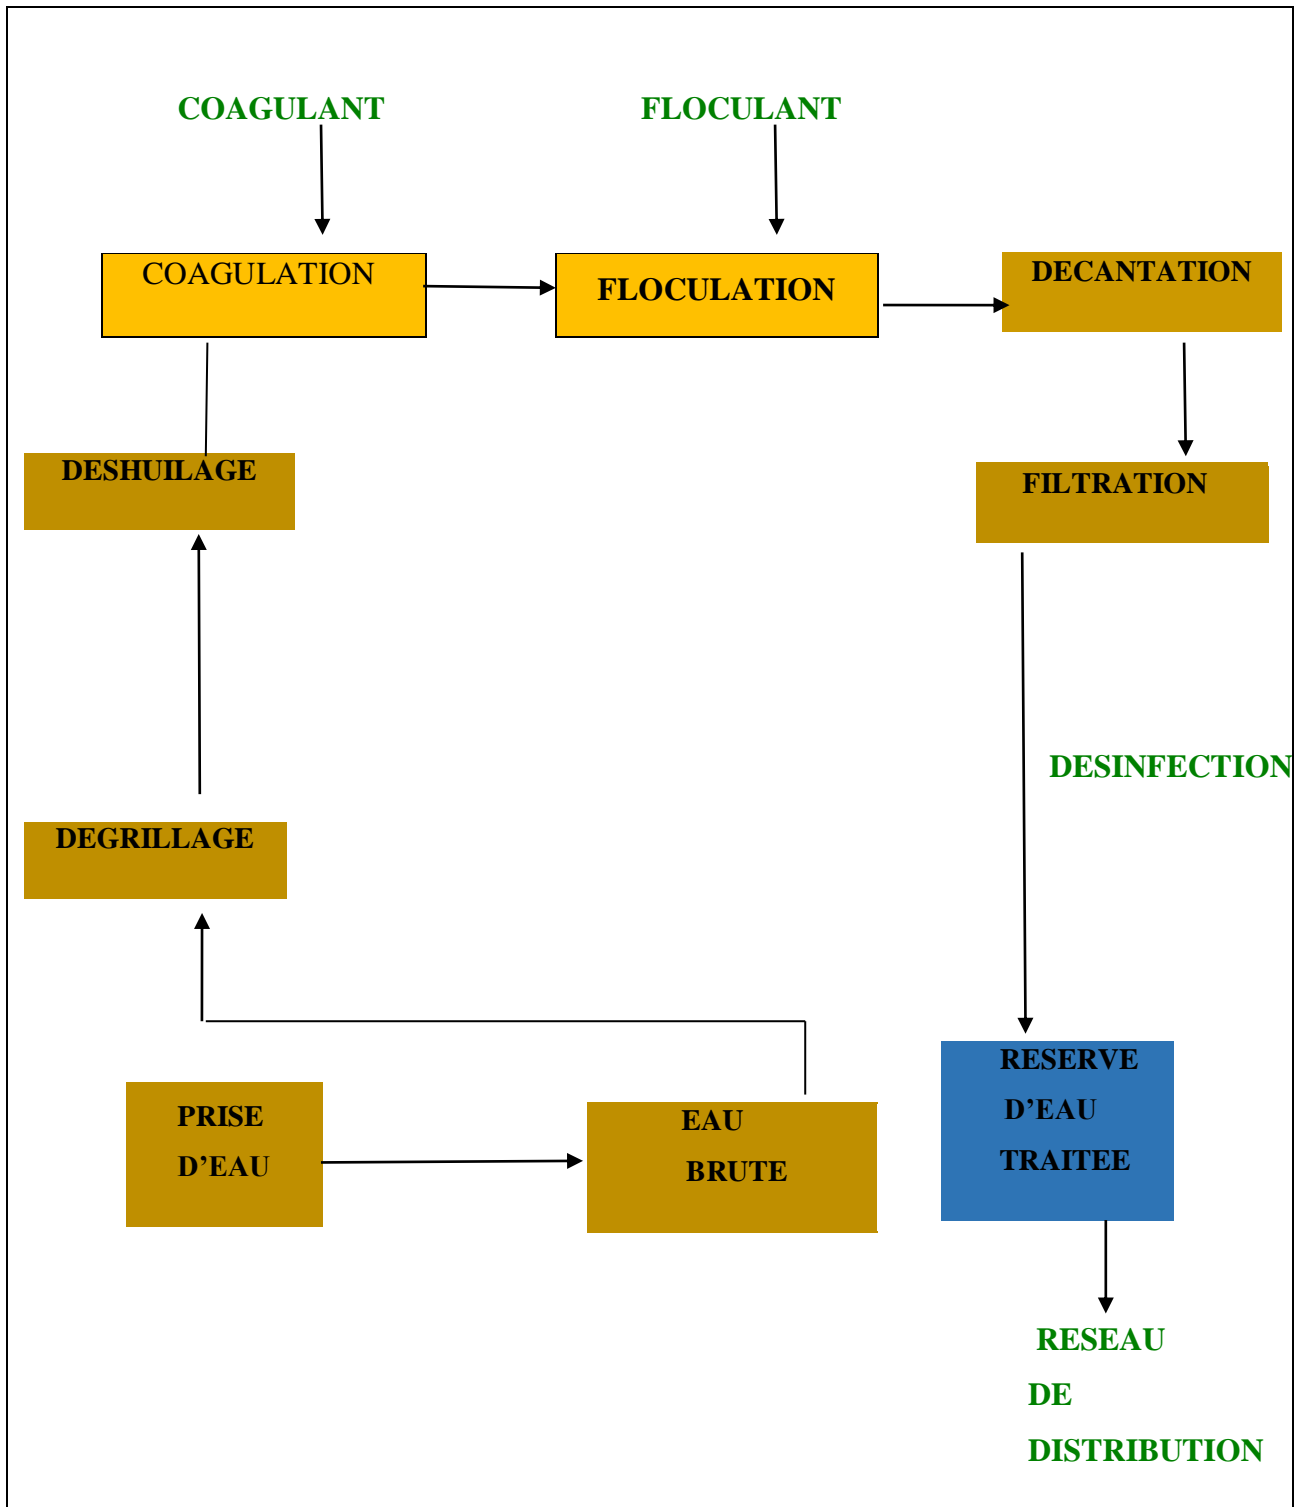 COAGULANT
FLOCULANT
COAGULATION
FLOCULATION
DECANTATION
DESHUILAGE
FILTRATION
DESINFECTION
DEGRILLAGE
PRISE
D’EAU
EAU
BRUTE
RESERVE
D’EAU
TRAITEE
RESEAU
DE
DISTRIBUTION